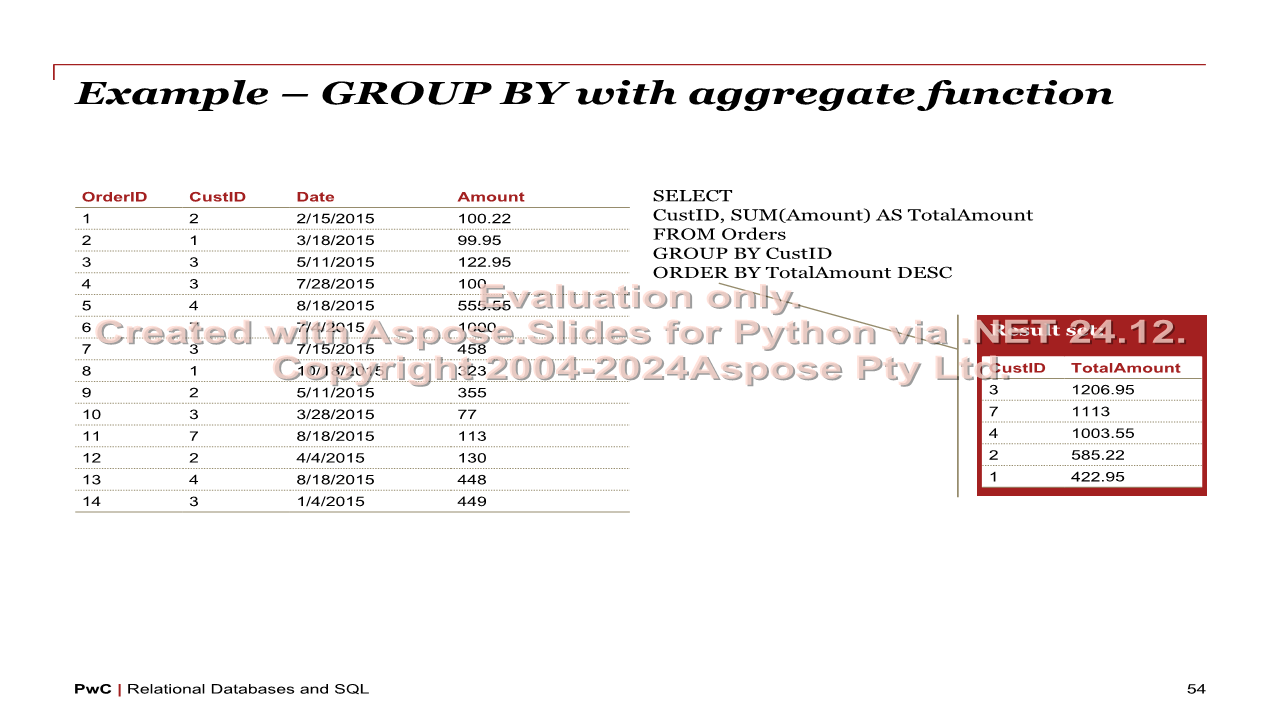 Example – GROUP BY with aggregate function
OrderID CustID Date Amount
1 2 2/15/2015 100.22
2 1 3/18/2015 99.95
3 3 5/11/2015 122.95
4 3 7/28/2015 100
5 4 8/18/2015 555.55
6 7 7/4/2015 1000
7 3 7/15/2015 458
8 1 10/18/2015 323
9 2 5/11/2015 355
10 3 3/28/2015 77
11 7 8/18/2015 113
12 2 4/4/2015 130
13 4 8/18/2015 448
14 3 1/4/2015 449
SELECT
CustID, SUM(Amount) AS TotalAmount
FROM Orders
GROUP BY CustID
ORDER BY TotalAmount DESC
Evaluation only.
Created with Aspose.Slides for Python via .NET 24.12.
Copyright 2004-2024Aspose Pty Ltd.
Result set:
CustID TotalAmount
3 1206.95
7 1113
4 1003.55
2 585.22
1 422.95
PwC | Relational Databases and SQL
54